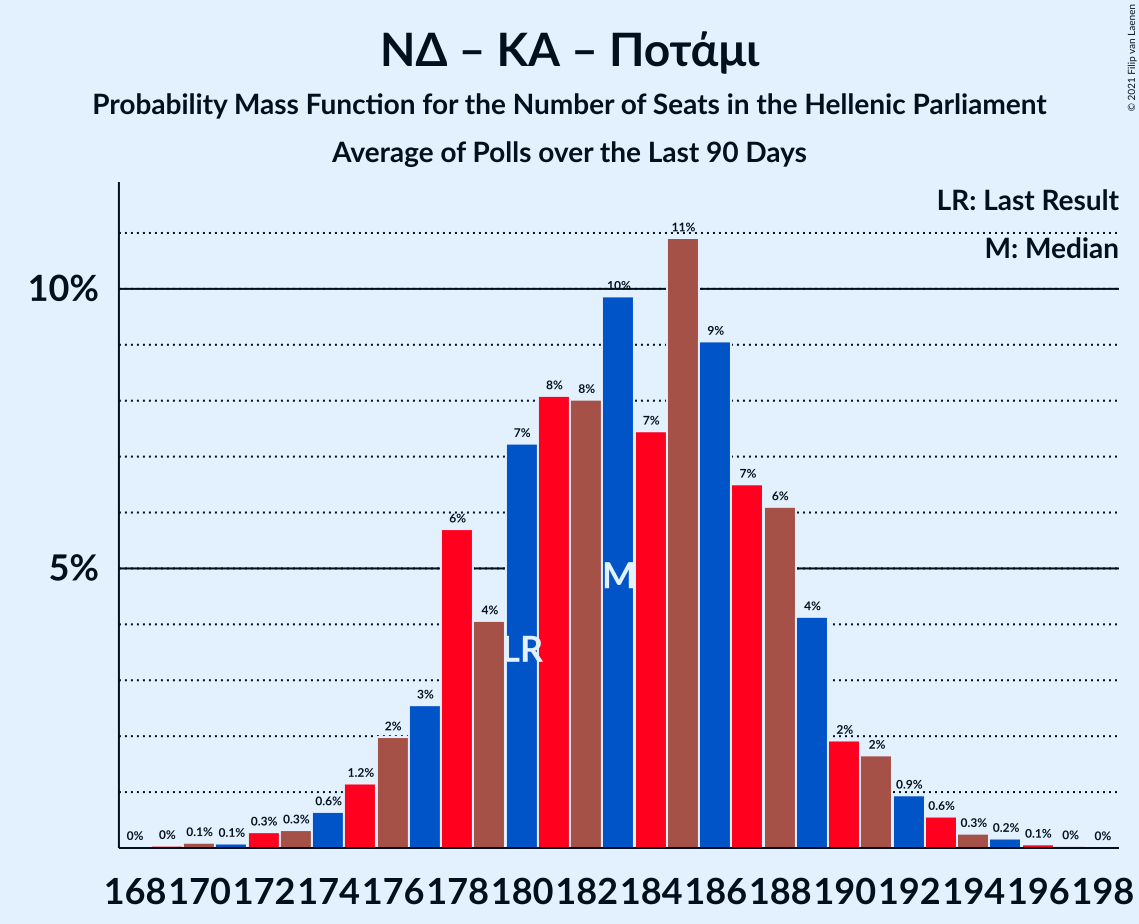 ΝΔ – ΚΑ – Ποτάμι
Probability Mass Function for the Number of Seats in the Hellenic Parliament
Average of Polls over the Last 90 Days
© 2021 Filip van Laenen
LR: Last Result
M: Median
10%
5%
0% 0% 0.1% 0.1% 0.3% 0.3% 0.6% 1.2% 2% 3% 6% 4% 7% 8% 8% 10% 7% 11% 9% 7% 6% 4% 2% 2% 0.9% 0.6% 0.3% 0.2% 0.1% 0% 0%
LR
M
168 170 172 174 176 178 180 182 184 186 188 190 192 194 196 198